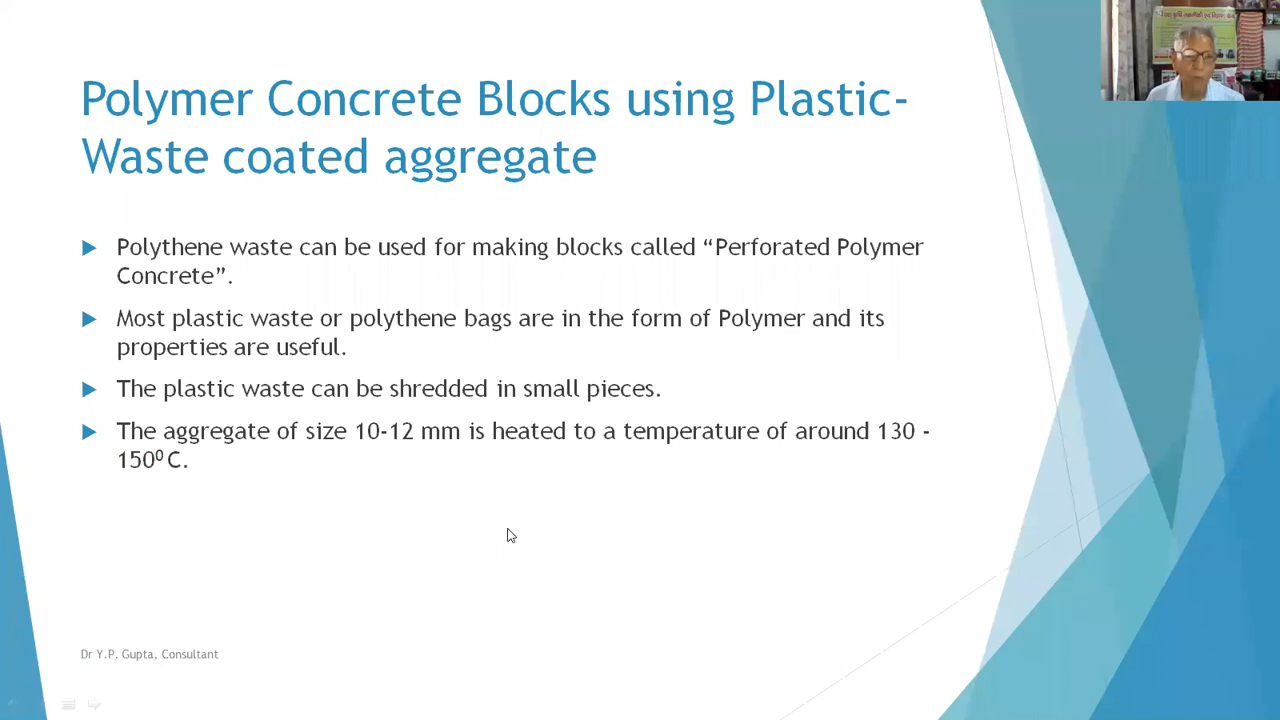 Polymer Concrete Blocks using Plastic-
Waste coated aggregate
Polythene waste can be used for making blocks called “Perforated Polymer
Concrete”.
Most plastic waste or polythene bags are in the form of Polymer and its
properties are useful.
The plastic waste can be shredded in small pieces.
The aggregate of size 10-12 mm is heated to a temperature of around 130 -
150⁰ C.
Dr Y.P. Gupta, Consultant